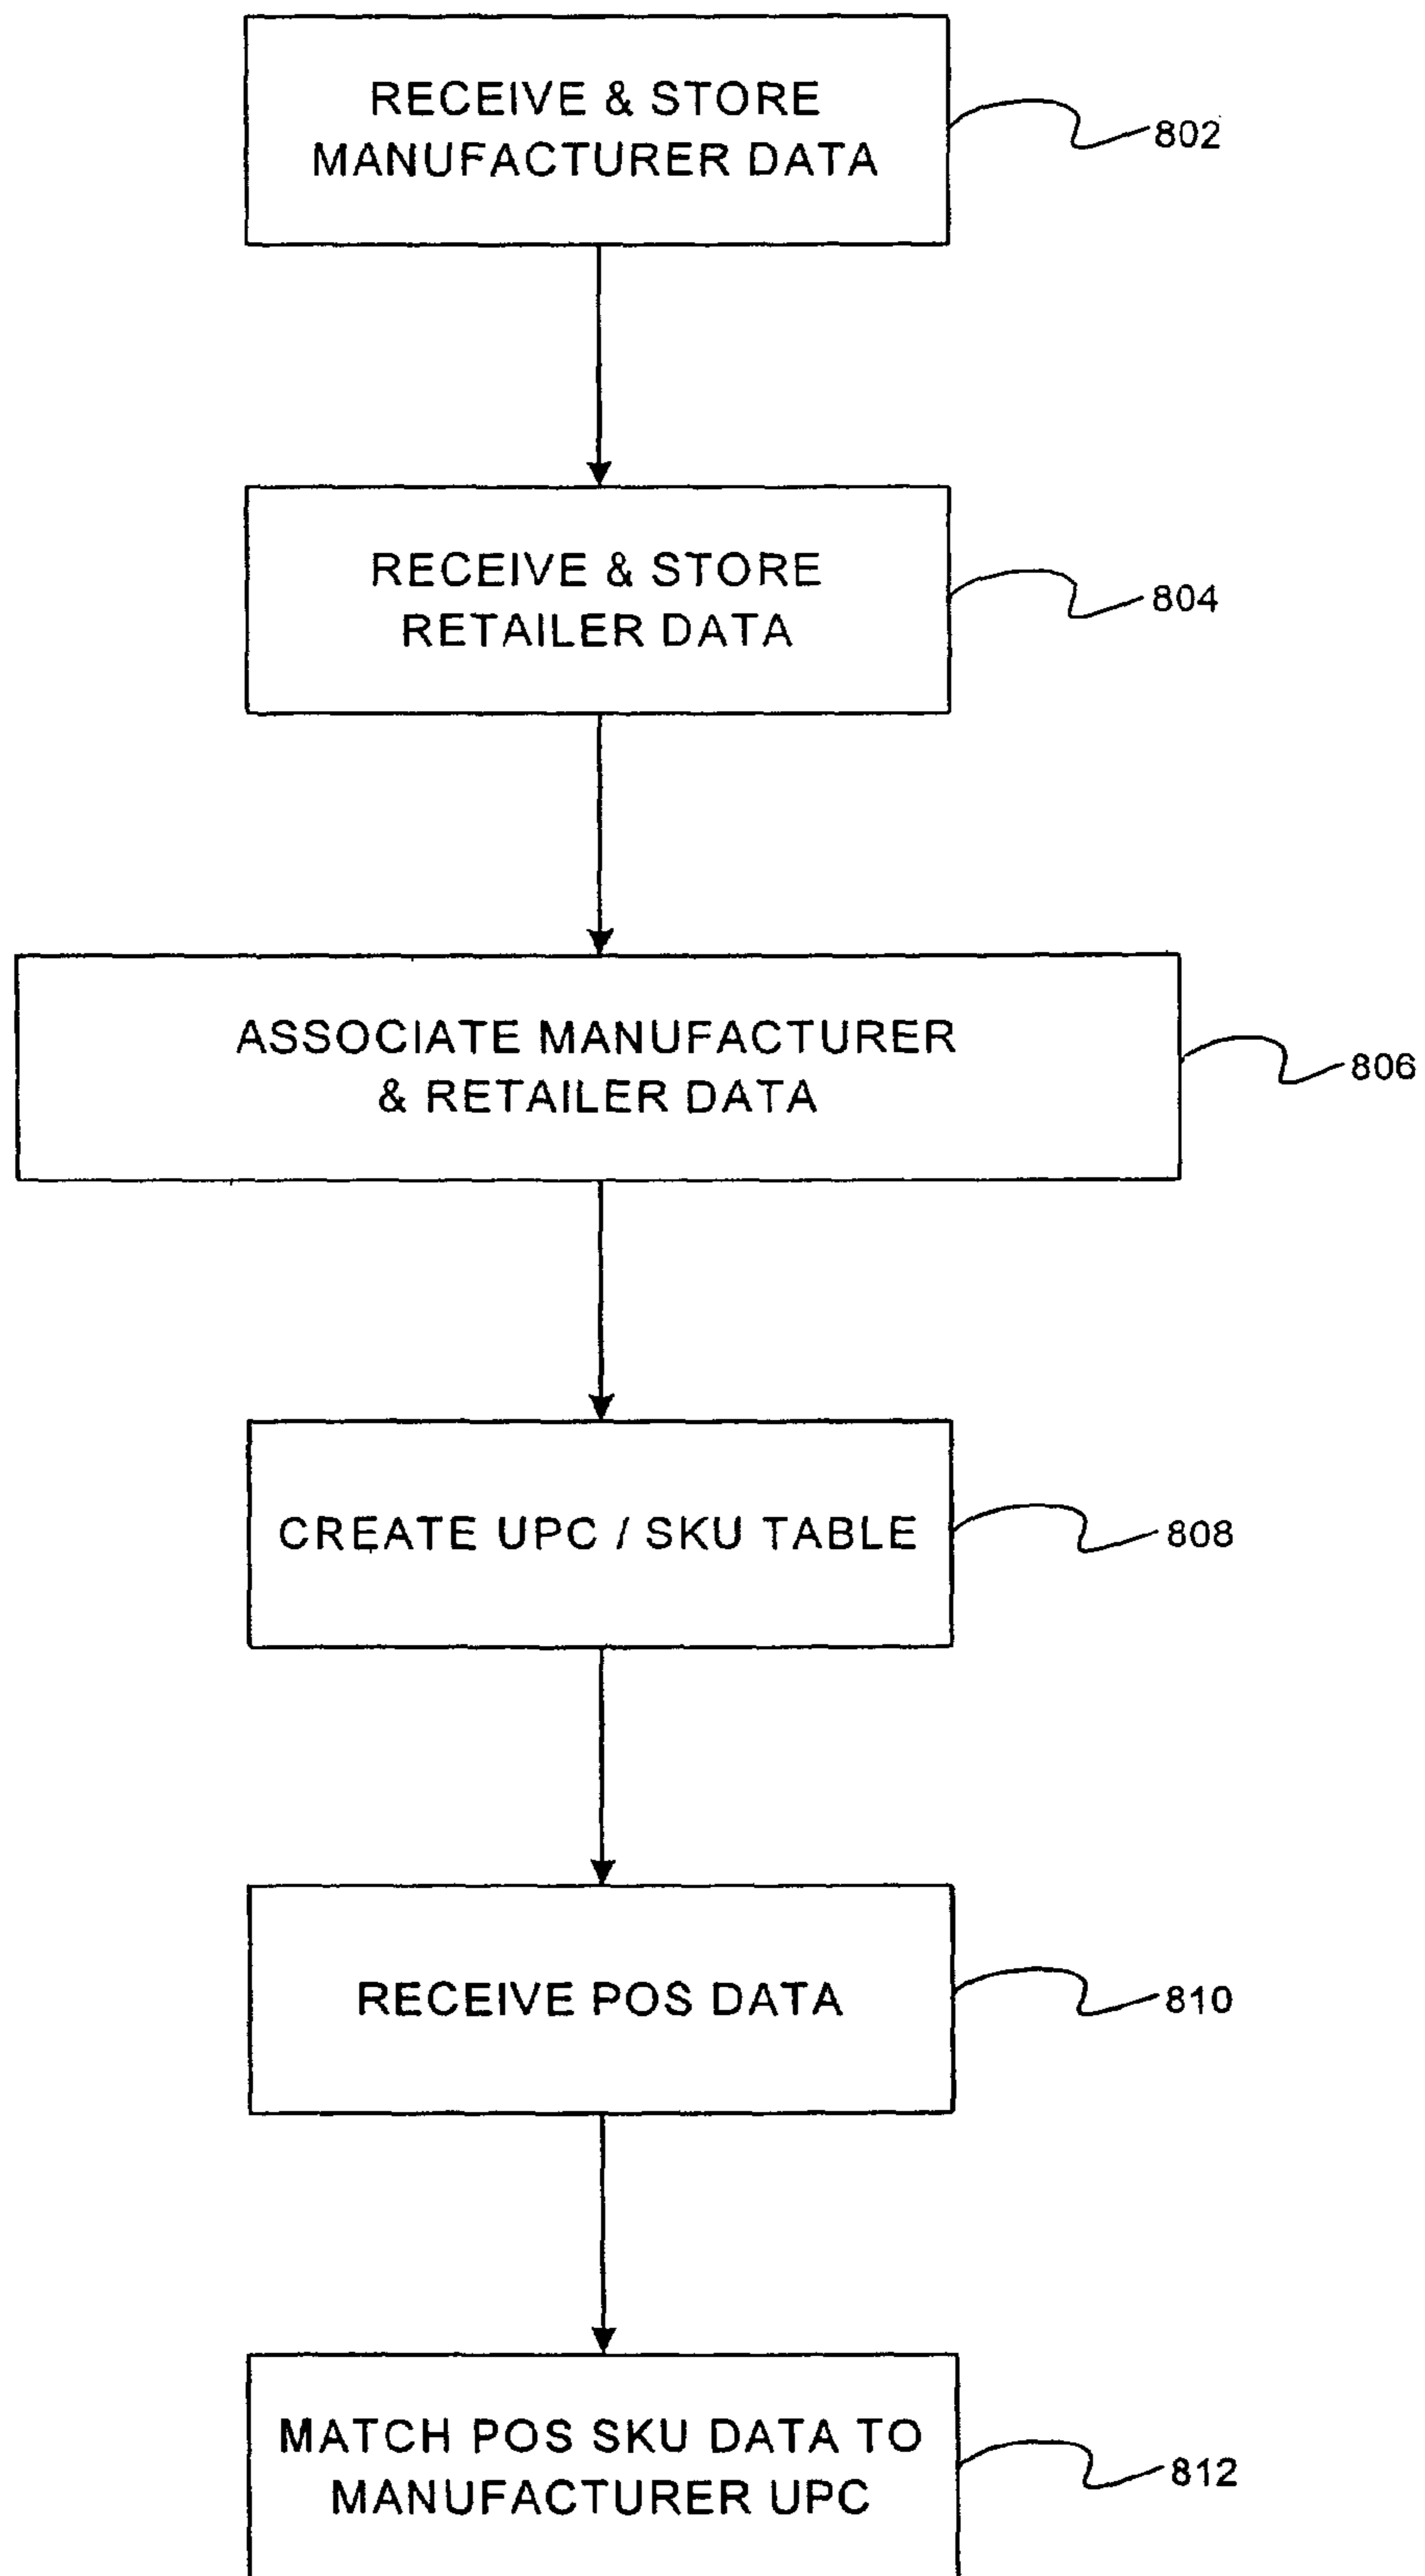 RECEIVE & STORE
MANUFACTURER DATA
802
RECEIVE & STORE
RETAILER DATA
804
ASSOCIATE MANUFACTURER
& RETAILER DATA
806
CREATE UPC / SKU TABLE
808
RECEIVE POS DATA
810
MATCH POS SKU DATA TO
MANUFACTURER UPC
812